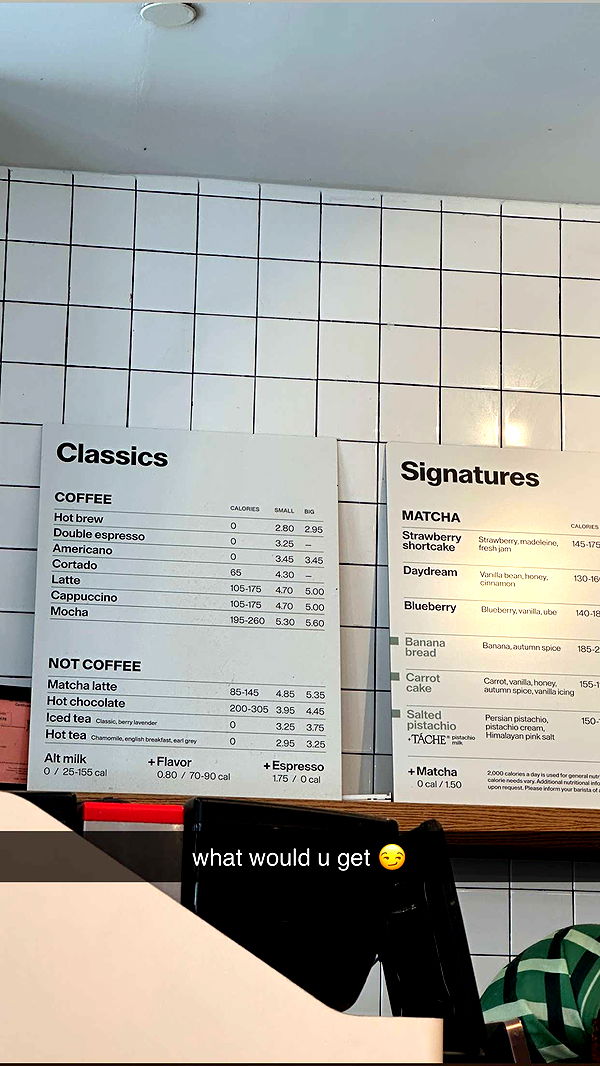 Classics
COFFEE
CALORIES SMALL BIG
Hot brew 0 2.80 2.95
Double espresso 0 3.25 –
Americano 0 3.45 3.45
Cortado 65 4.30 –
Latte 105-175 4.70 5.00
Cappuccino 105-175 4.70 5.00
Mocha 195-260 5.30 5.60
NOT COFFEE
Matcha latte 85-145 4.85 5.35
Hot chocolate 200-305 3.95 4.45
Iced tea Classic, berry lavender 0 3.25 3.75
Hot tea Chamomile, english breakfast, earl grey 0 2.95 3.25
Alt milk +Flavor +Espresso
0 / 25-155 cal 0.80 / 70-90 cal 1.75 / 0 cal
Signatures
MATCHA
CALORIES
Strawberry shortcake Strawberry, madeleine, 145-175
fresh jam
Daydream Vanilla bean, honey,
cinnamon
Blueberry Blueberry, vanilla, ube
Banana bread Banana, autumn spice
Carrot cake Carrot, vanilla, honey,
autumn spice, vanilla icing
Salted pistachio Persian pistachio,
pistachio cream,
Himalayan pink salt
•TÁCHE® pistachio milk
+Matcha
0 cal / 1.50
2,000 calories a day is used for general
calorie needs vary. Additional nutritional
upon request. Please inform your barista of
what would u get 😏